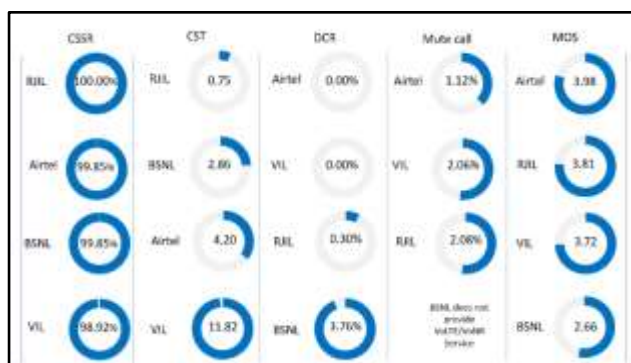 CSSR CST DCR Mute call MOS
RJIL 100.00% RJIL 0.75 Airtel 0.00% Airtel 1.12% Airtel 3.98
Airtel 99.85% BSNL 2.86 VIL 0.00% VIL 2.06% RJIL 3.81
BSNL 99.85% Airtel 4.20 RJIL 0.30% RJIL 2.08% VIL 3.72
VIL 98.92% VIL 11.82 BSNL 3.76% BSNL 2.66
BSNL does not
provide
service